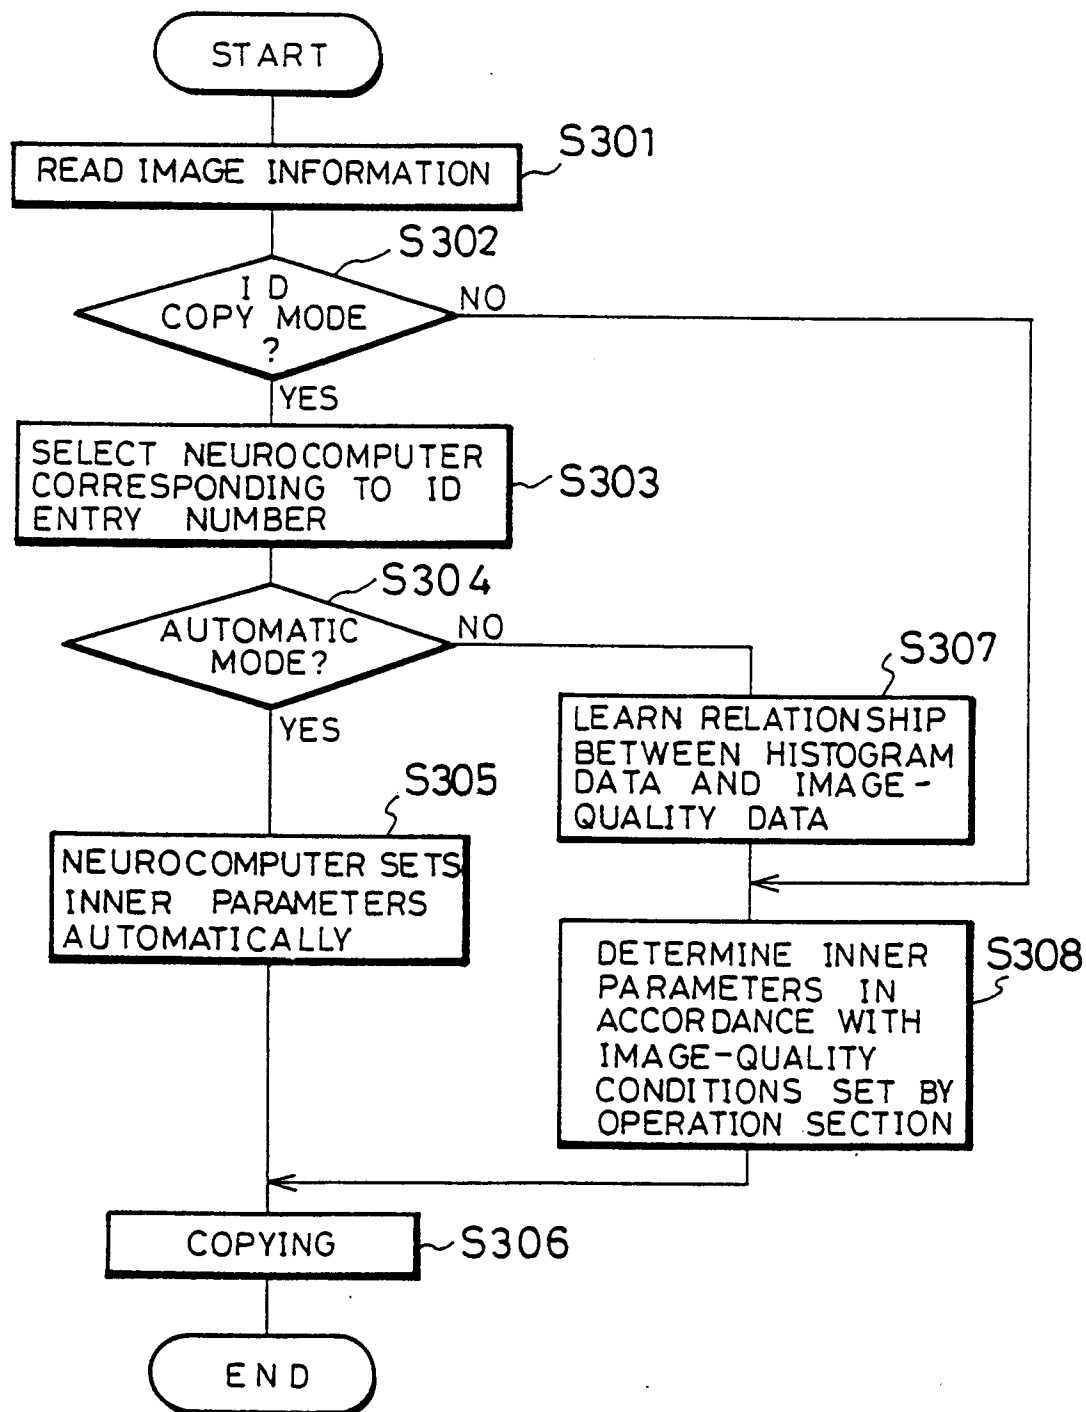 START
READ IMAGE INFORMATION
S301
S302
ID
COPY MODE
?
NO
YES
SELECT NEUROCOMPUTER
CORRESPONDING TO ID
ENTRY NUMBER
S303
S304
AUTOMATIC
MODE?
NO
YES
S307
LEARN RELATIONSHIP
BETWEEN HISTOGRAM
DATA AND IMAGE-
QUALITY DATA
S305
NEUROCOMPUTER SETS
INNER PARAMETERS
AUTOMATICALLY
S308
DETERMINE INNER
PARAMETERS IN
ACCORDANCE WITH
IMAGE-QUALITY
CONDITIONS SET BY
OPERATION SECTION
COPYING
S306
END